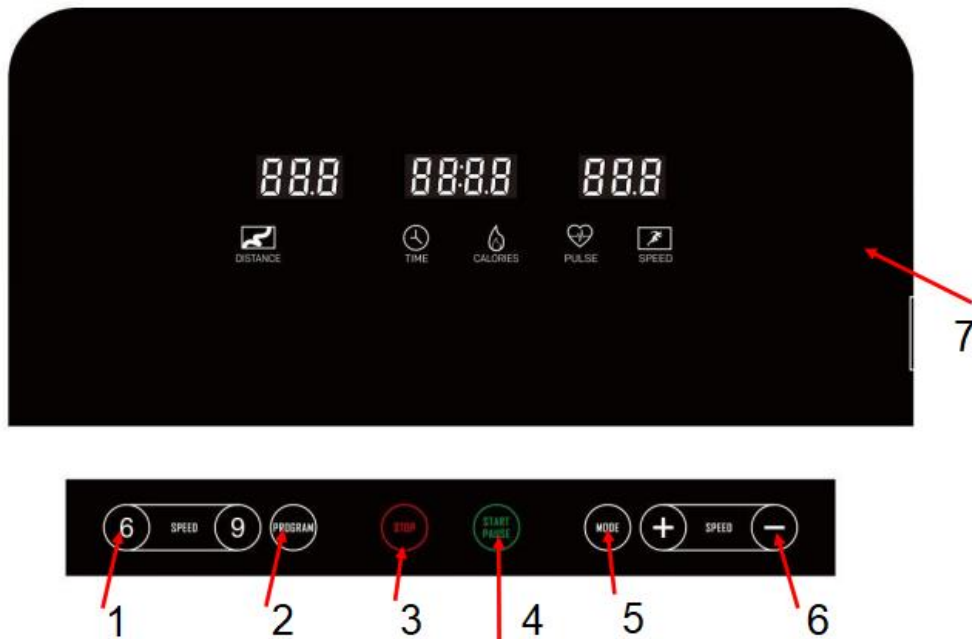 88.8 88:8.8 88.8
DISTANCE TIME CALORIES PULSE SPEED
7
6 SPEED 9 PROGRAM STOP START PAUSE MODE + SPEED −
1 2 3 4 5 6